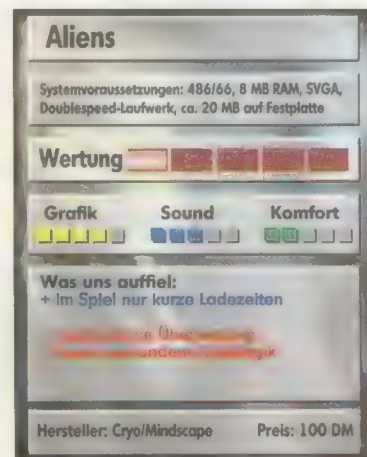 Aliens
Systemvoraussetzungen: 486/66, 8 MB RAM, SVGA,
Doublespeed-Laufwerk, ca. 20 MB auf Festplatte
Wertung
Grafik Sound Komfort
Was uns auffiel:
+ Im Spiel nur kurze Ladezeiten
Hersteller: Cryo/Mindscape Preis: 100 DM